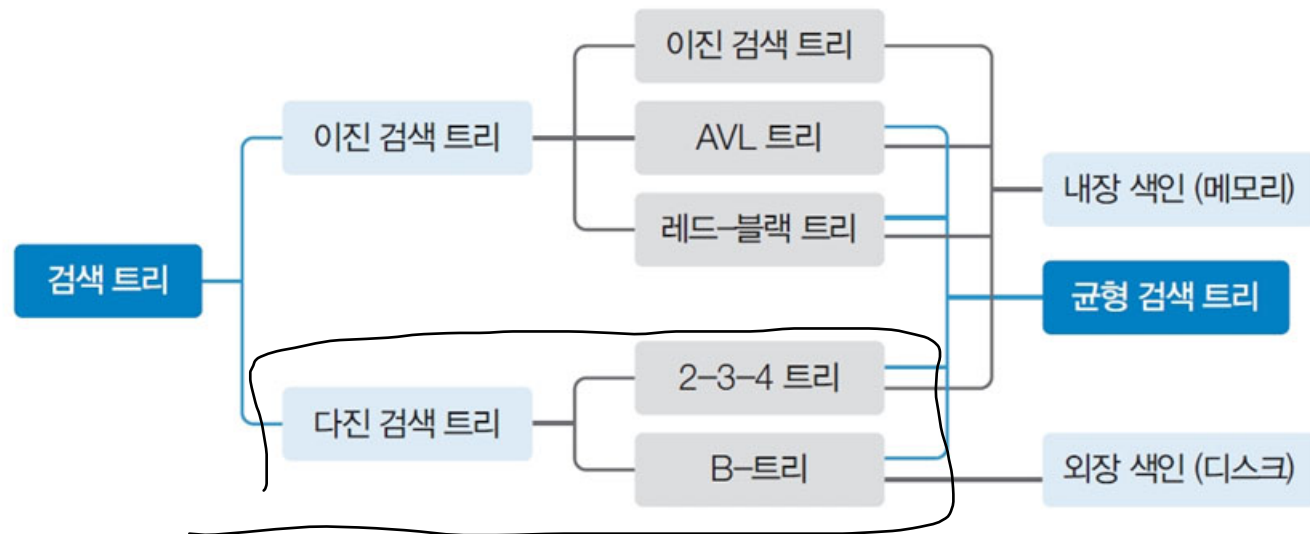 이진 검색 트리
이진 검색 트리
AVL 트리
레드-블랙 트리
내장 색인 (메모리)
검색 트리
균형 검색 트리
2-3-4 트리
다진 검색 트리
B-트리
외장 색인 (디스크)